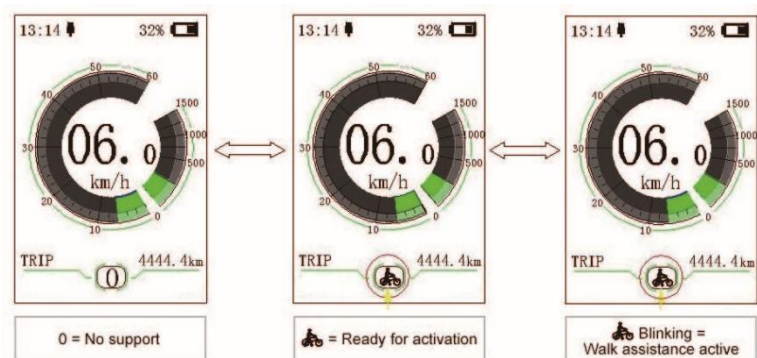 13:14 32%
50 60
40 1500
30 1000
500
20 0
10
06. 0
km/h
TRIP 4444.4km
0
0 = No support
13:14 32%
50 60
40 1500
30 1000
500
20 0
10
06. 0
km/h
TRIP 4444.4km
= Ready for activation
13:14 32%
50 60
40 1500
30 1000
500
20 0
10
06. 0
km/h
TRIP 4444.4km
Blinking =
Walk assistance active